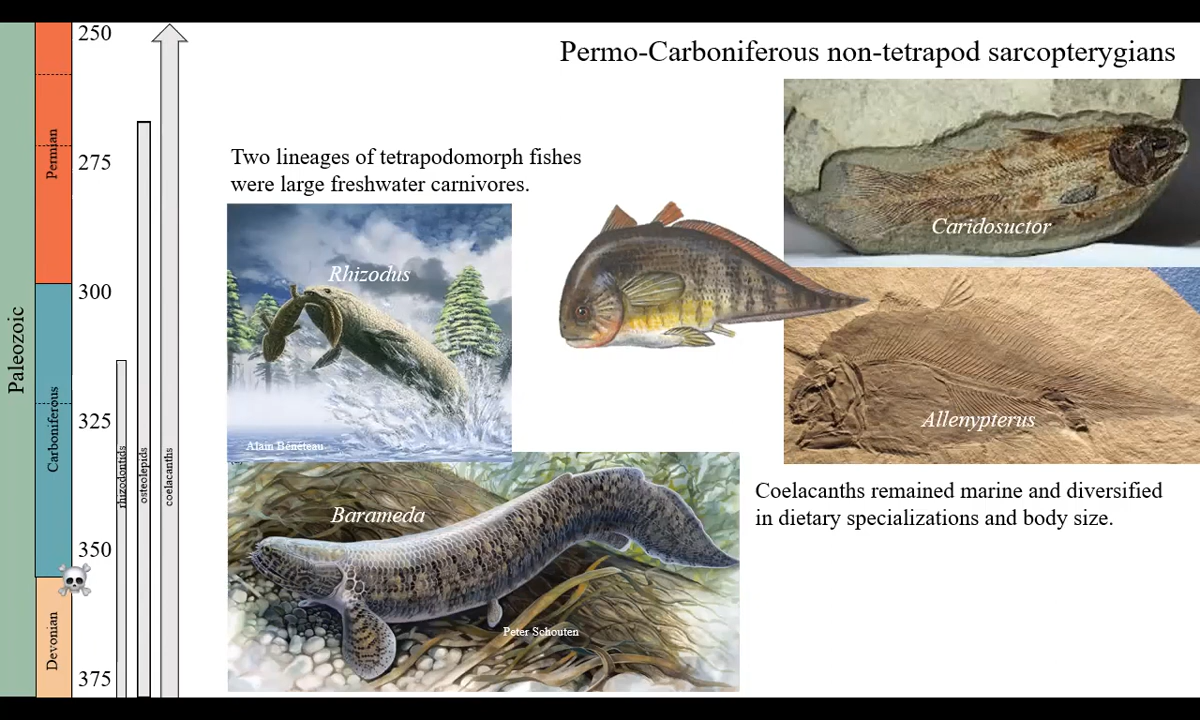 Permo-Carboniferous non-tetrapod sarcopterygians
Paleozoic
Permian
Carboniferous
Devonian
250
275
300
325
350
375
rhizodontids
osteolepids
coelacanths
Two lineages of tetrapodomorph fishes
were large freshwater carnivores.
Rhizodus
Alain Bénéteau
Barameda
Peter Schouten
Caridosuctor
Allenypterus
Coelacanths remained marine and diversified
in dietary specializations and body size.